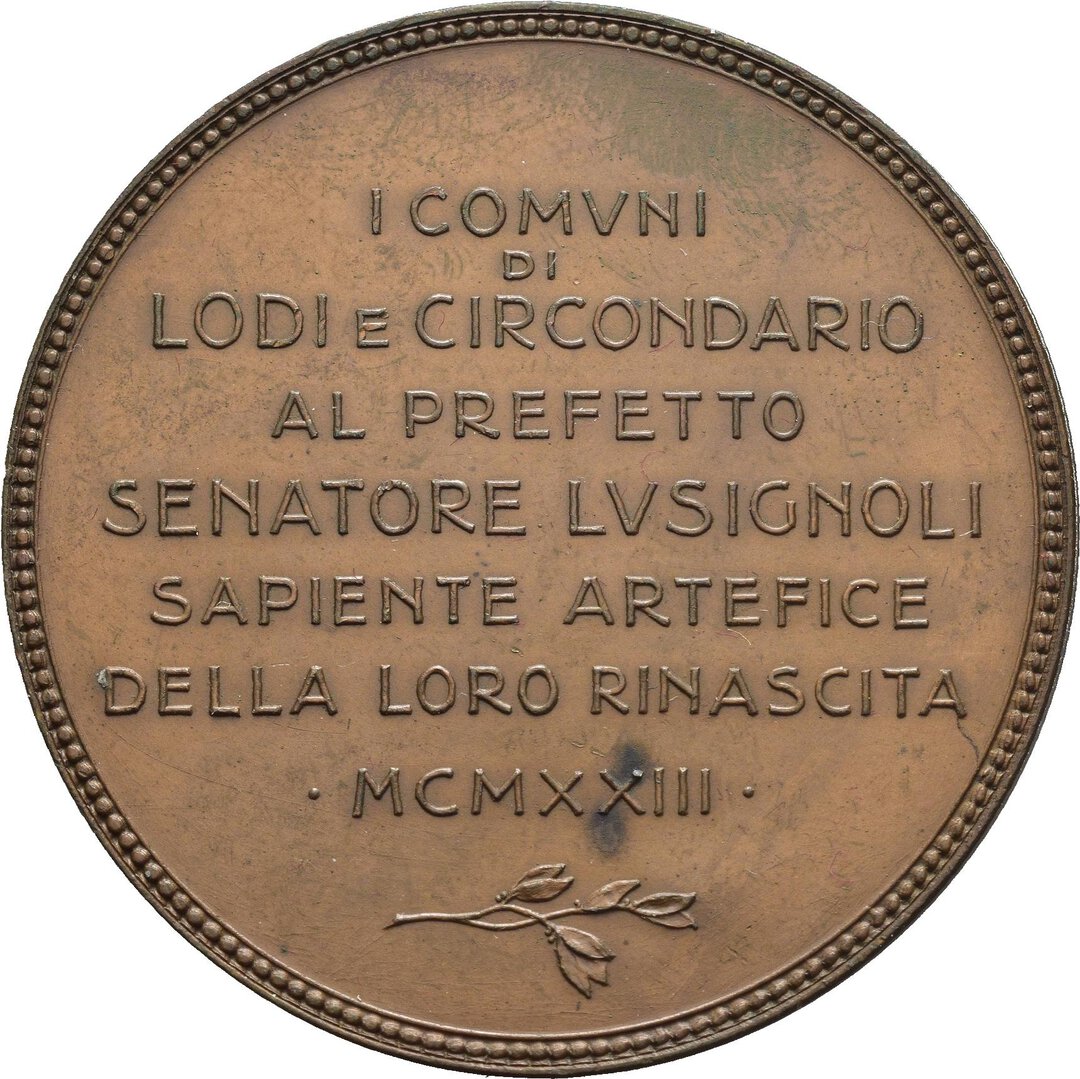 I COMVNI
DI
LODI E CIRCONDARIO
AL PREFETTO
SENATORE LVSIGNOLI
SAPIENTE ARTEFICE
DELLA LORO RINASCITA
· MCMXXIII ·